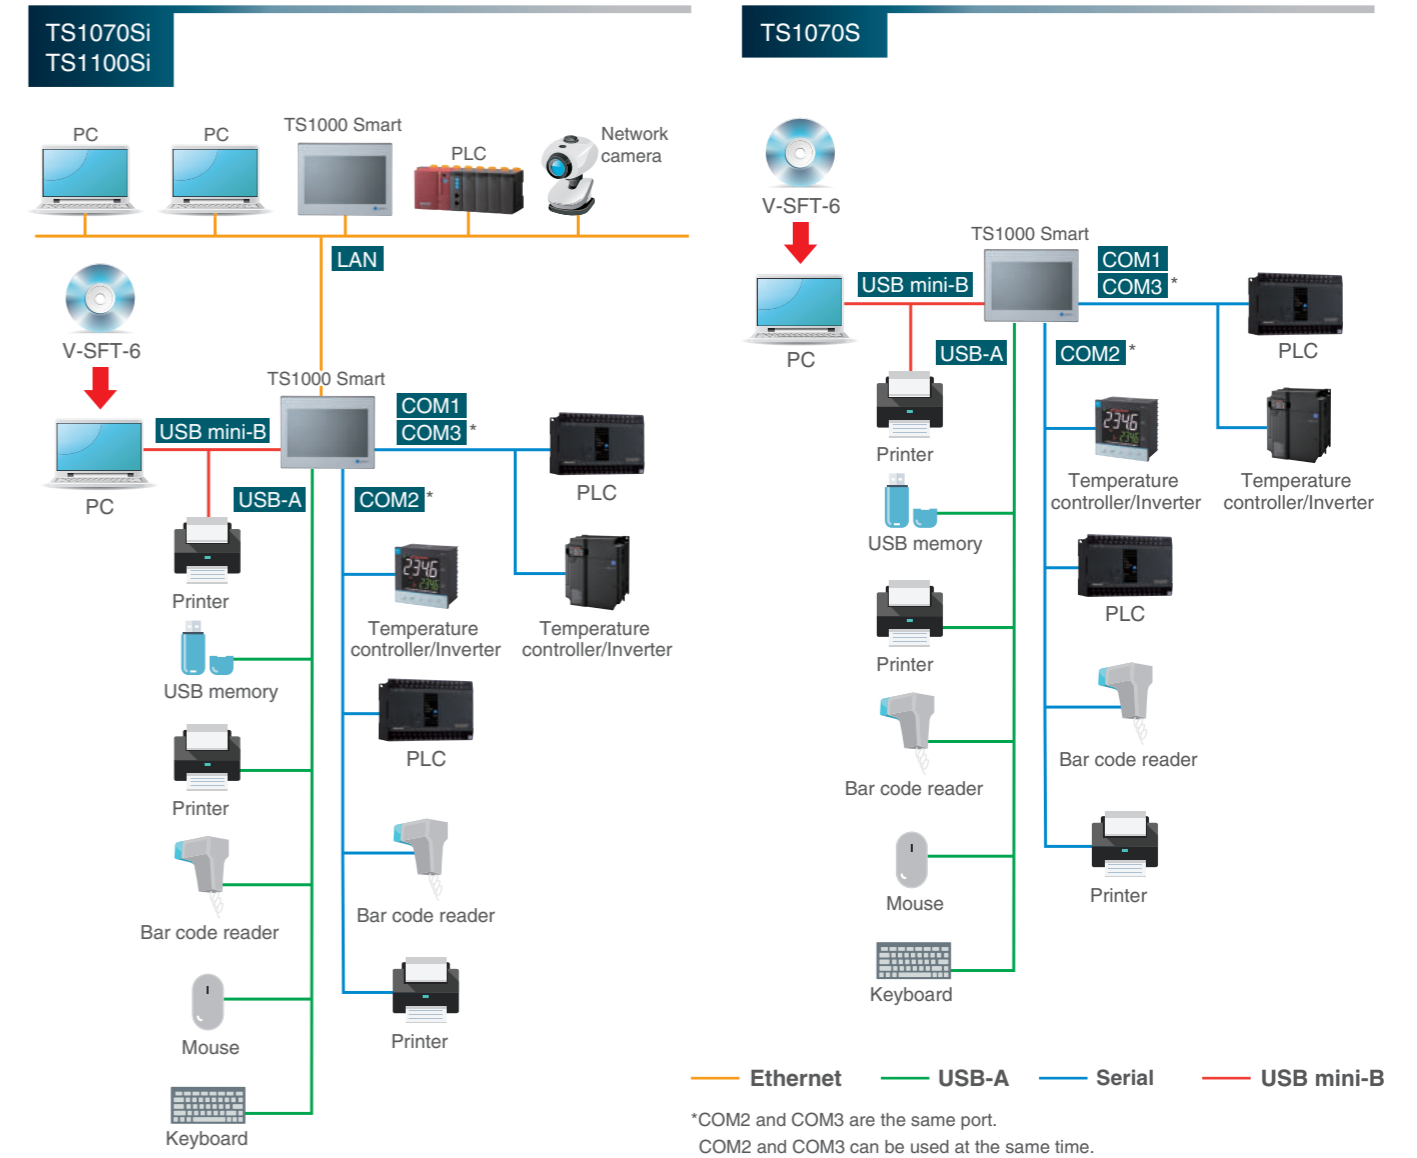 TS1070Si
TS1100Si
PC
PC
TS1000 Smart
PLC
Network
camera
LAN
V-SFT-6
TS1000 Smart
COM1
COM3 *
USB mini-B
PC
USB-A
COM2 *
PLC
Printer
2346
2346
Temperature
controller/Inverter
Temperature
controller/Inverter
USB memory
PLC
Printer
Bar code reader
Bar code reader
Mouse
Printer
Keyboard
TS1070S
V-SFT-6
TS1000 Smart
COM1
COM3 *
USB mini-B
PC
USB-A
COM2 *
PLC
Printer
2346
2346
Temperature
controller/Inverter
Temperature
controller/Inverter
USB memory
PLC
Printer
Bar code reader
Bar code reader
Mouse
Printer
Keyboard
Ethernet
USB-A
Serial
USB mini-B
*COM2 and COM3 are the same port.
COM2 and COM3 can be used at the same time.